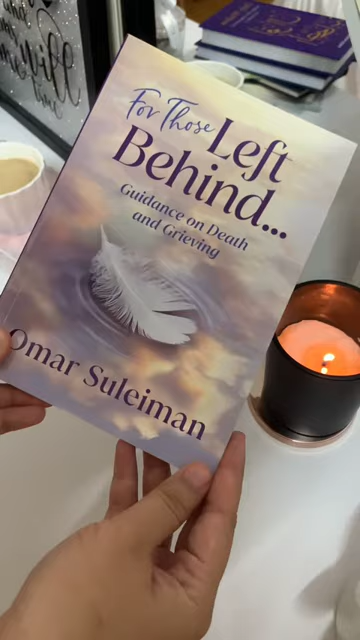 For Those Left
Behind...
Guidance on Death
and Grieving
Omar Suleiman